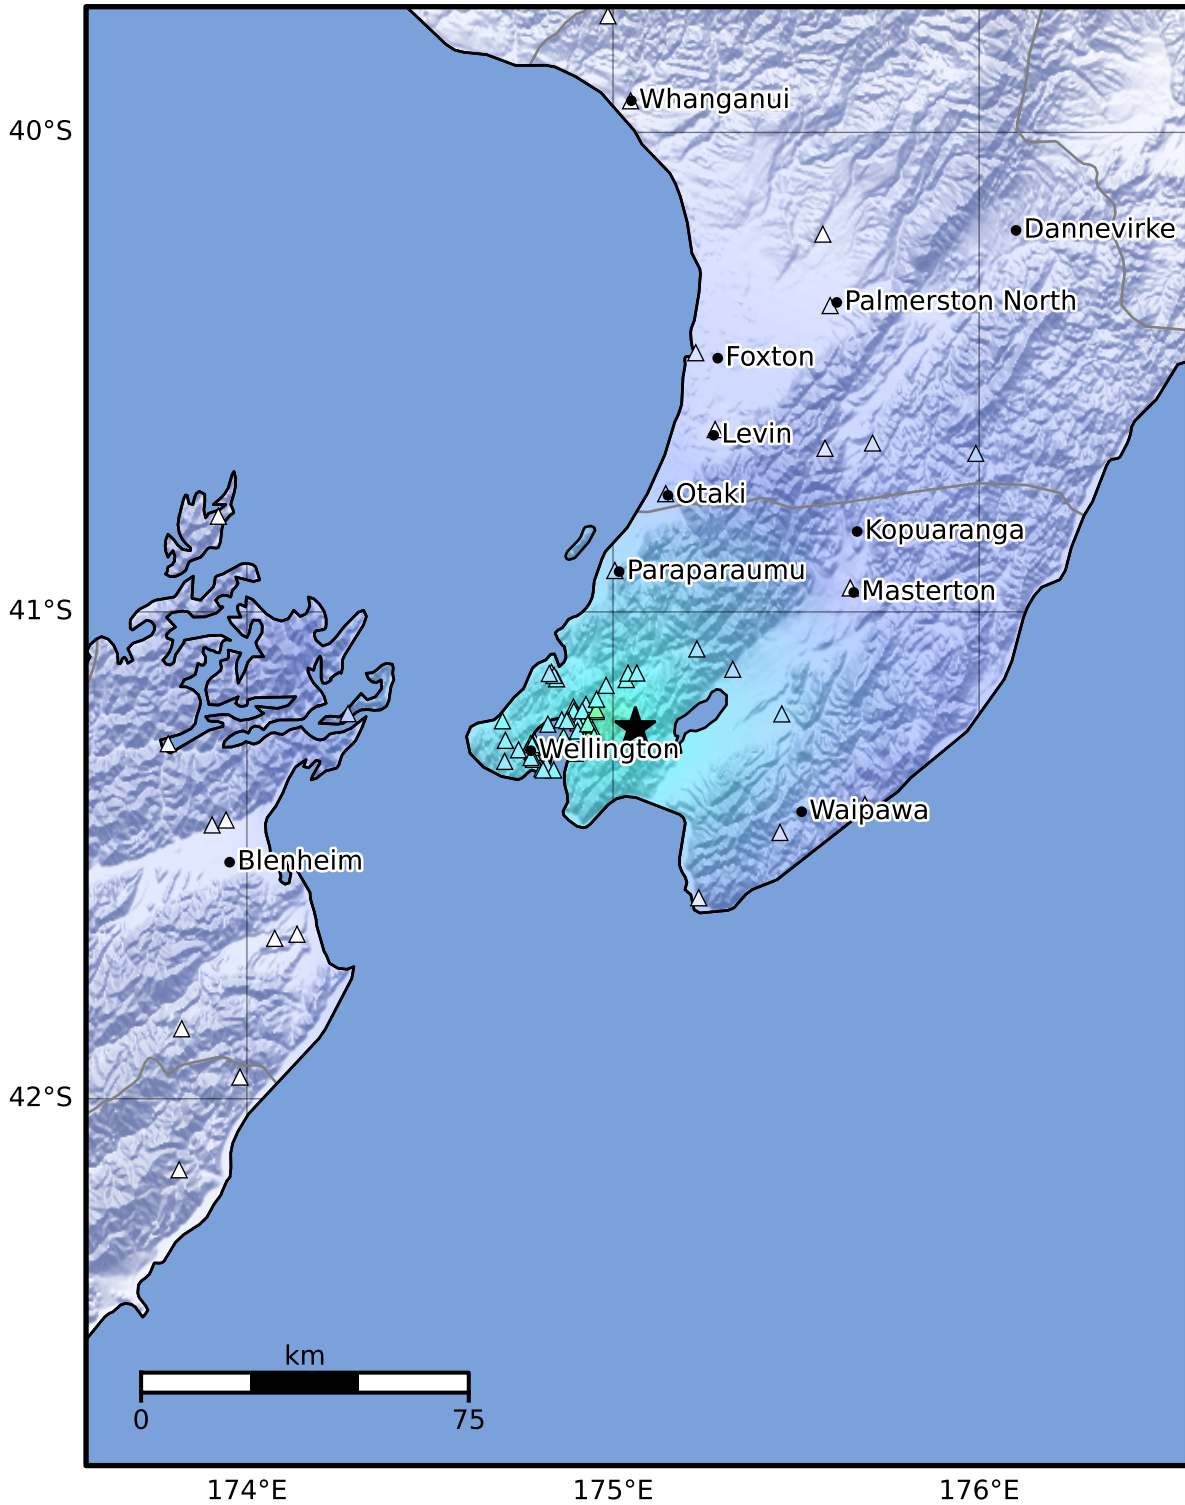 Whanganui
40°S
Dannevirke
Palmerston North
Foxton
Levin
Otaki
Kopuaranga
Paraparaumu
Masterton
41°S
Wellington
Waipawa
Blenheim
42°S
km
0
75
174°E
175°E
176°E